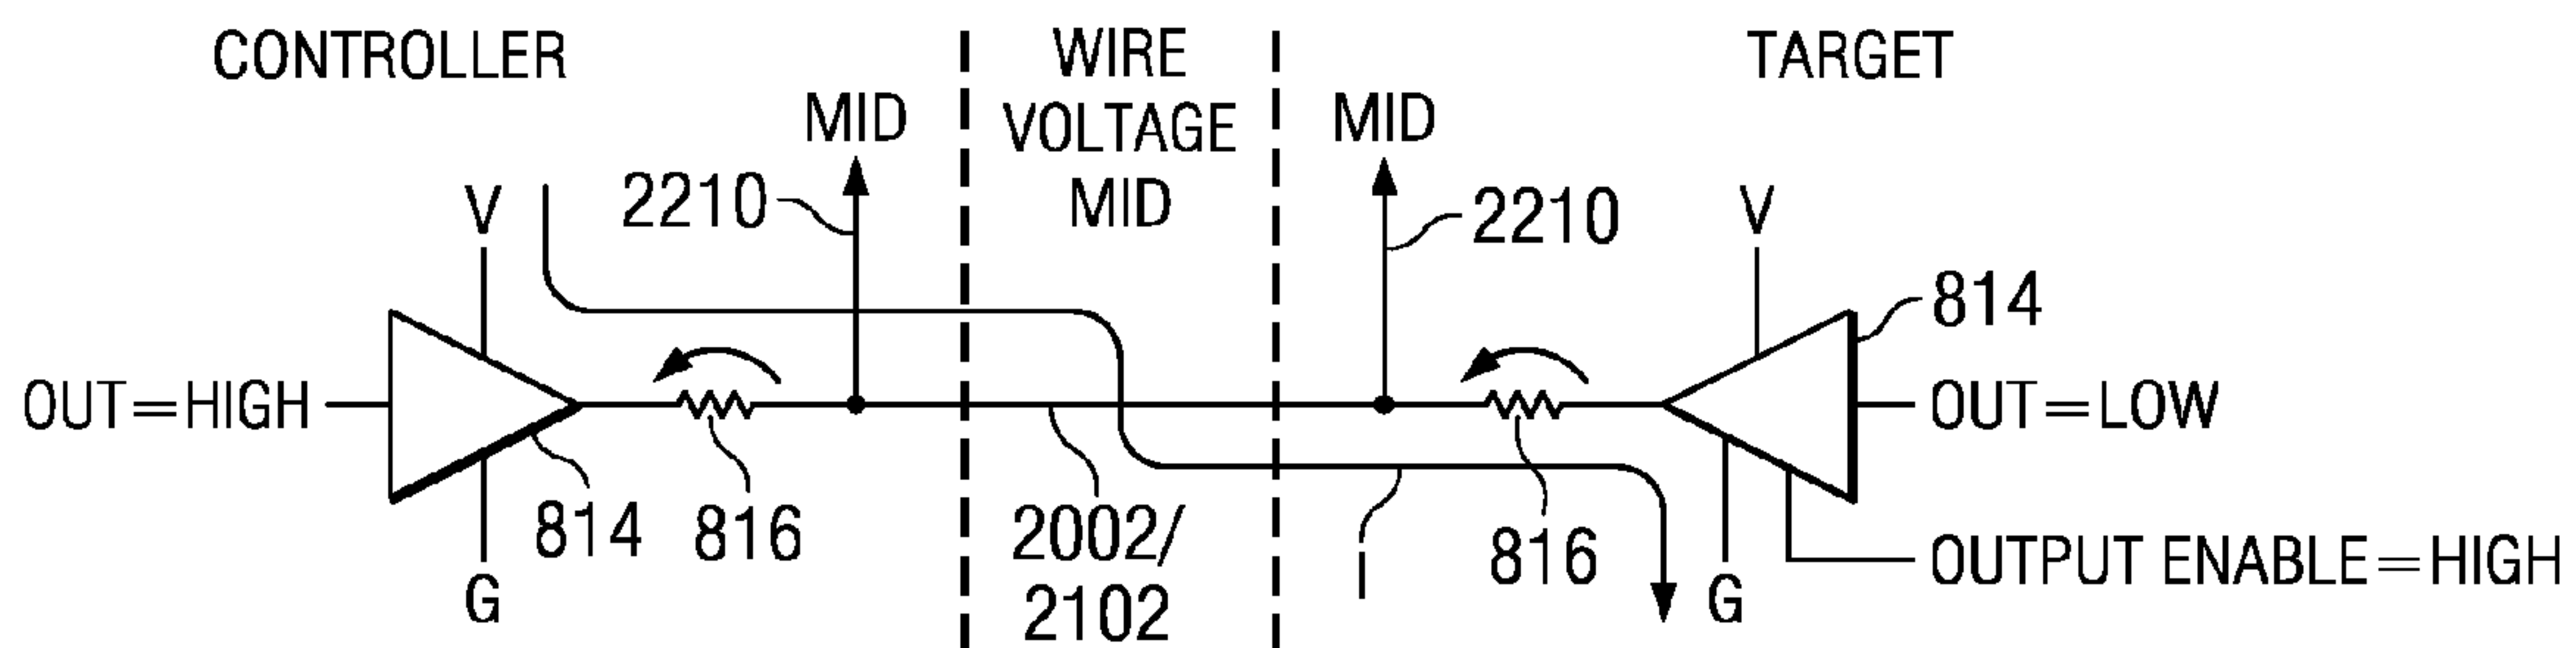 CONTROLLER
WIRE
VOLTAGE
MID
TARGET
MID
MID
V
2210
2210
V
814
OUT=HIGH
OUT=LOW
814
816
2002/
2102
I
816
G
G
OUTPUT ENABLE=HIGH